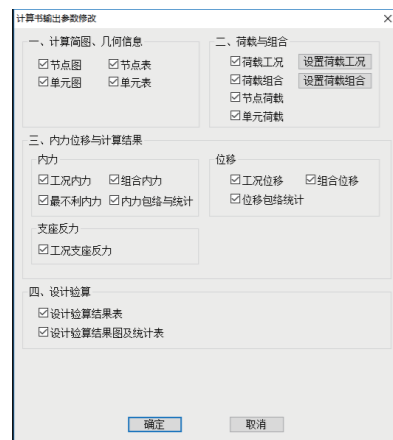 计算书输出参数修改
一、计算简图、几何信息
节点图 节点表
单元图 单元表
二、荷载与组合
荷载工况 设置荷载工况
荷载组合 设置荷载组合
节点荷载
单元荷载
三、内力位移与计算结果
内力
工况内力 组合内力
最不利内力 内力包络与统计
位移
工况位移 组合位移
位移包络统计
支座反力
工况支座反力
四、设计验算
设计验算结果表
设计验算结果图及统计表
确定 取消